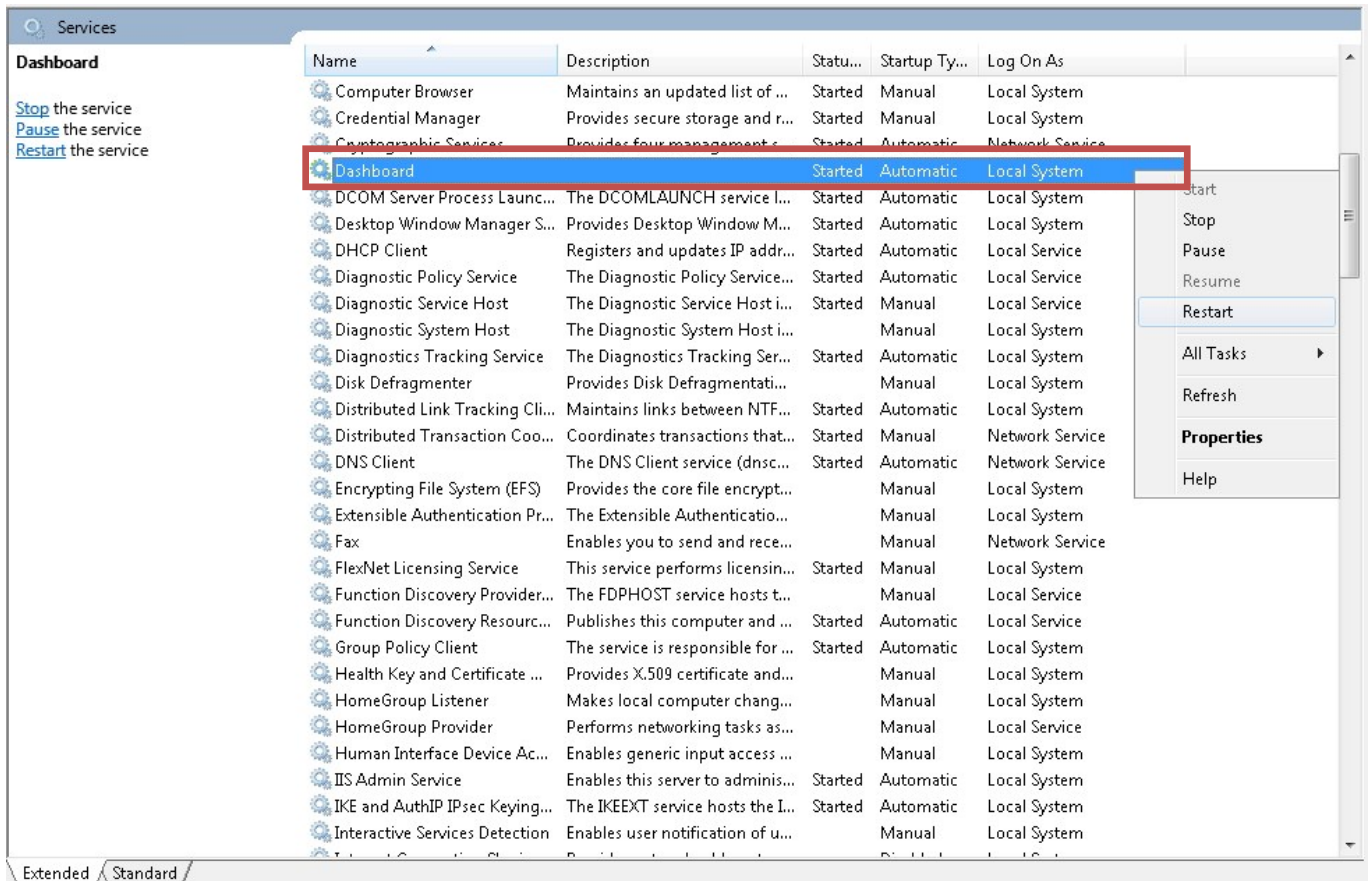 Services
Dashboard
Stop the service
Pause the service
Restart the service
Name Description Statu... Startup Ty... Log On As
Computer Browser Maintains an updated list of ... Started Manual Local System
Credential Manager Provides secure storage and r... Started Manual Local System
Cryptographic Services Provides four management s... Started Automatic Network Service
Dashboard Started Automatic Local System
DCOM Server Process Launc... The DCOMLAUNCH service l... Started Automatic Local System
Desktop Window Manager S... Provides Desktop Window M... Started Automatic Local System
DHCP Client Registers and updates IP addr... Started Automatic Local Service
Diagnostic Policy Service The Diagnostic Policy Service... Started Automatic Local Service
Diagnostic Service Host The Diagnostic Service Host i... Started Manual Local Service
Diagnostic System Host The Diagnostic System Host i... Manual Local System
Diagnostics Tracking Service The Diagnostics Tracking Ser... Started Automatic Local System
Disk Defragmenter Provides Disk Defragmentati... Manual Local System
Distributed Link Tracking Cli... Maintains links between NTF... Started Automatic Local System
Distributed Transaction Coo... Coordinates transactions that... Started Manual Network Service
DNS Client The DNS Client service (dnsc... Started Automatic Network Service
Encrypting File System (EFS) Provides the core file encrypt... Manual Local System
Extensible Authentication Pr... The Extensible Authenticatio... Manual Local System
Fax Enables you to send and rece... Manual Network Service
FlexNet Licensing Service This service performs licensin... Started Manual Local System
Function Discovery Provider... The FDPHOST service hosts t... Manual Local Service
Function Discovery Resourc... Publishes this computer and ... Started Automatic Local Service
Group Policy Client The service is responsible for ... Started Automatic Local System
Health Key and Certificate ... Provides X.509 certificate and... Manual Local System
HomeGroup Listener Makes local computer chang... Manual Local System
HomeGroup Provider Performs networking tasks as... Manual Local Service
Human Interface Device Ac... Enables generic input access ... Manual Local System
IIS Admin Service Enables this server to adminis... Started Automatic Local System
IKE and AuthIP IPsec Keying... The IKEEXT service hosts the I... Started Automatic Local System
Interactive Services Detection Enables user notification of u... Manual Local System
Start
Stop
Pause
Resume
Restart
All Tasks
Refresh
Properties
Help
Extended Standard